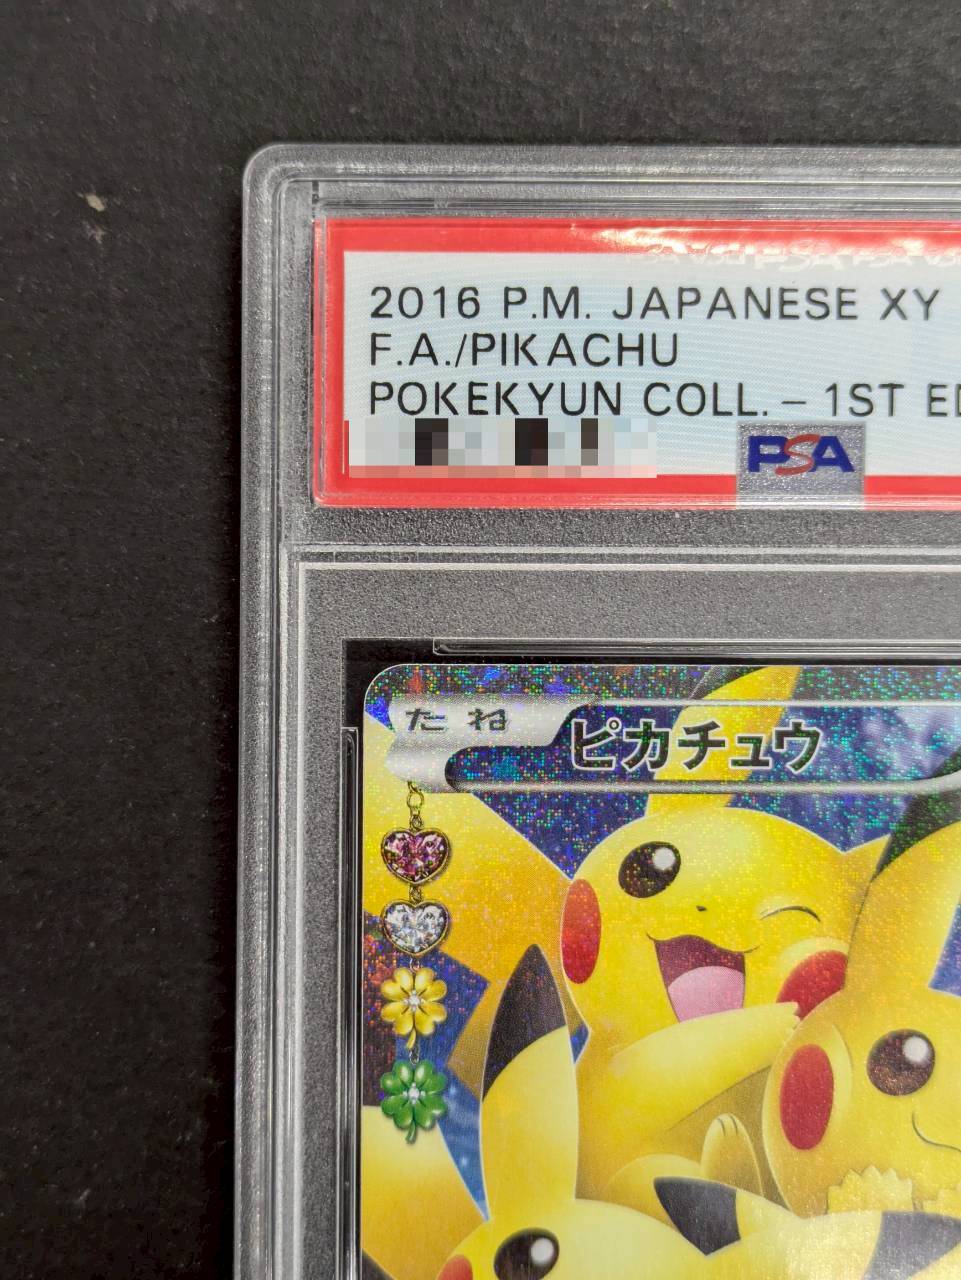 2016 P.M. JAPANESE XY
F.A./PIKACHU
POKEKYUN COLL. – 1ST ED
PSA
たね
ピカチュウ